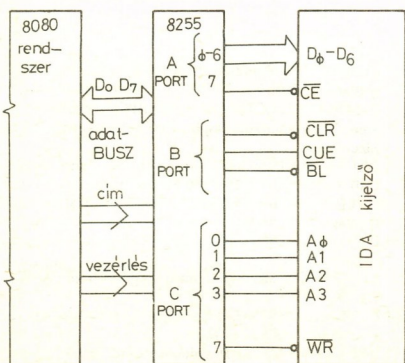 8080
rend-
szer
8255
A
PORT
ϕ-6
7
Dϕ-D6
CE
D0 D7
adat-
BUSZ
B
PORT
CLR
CUE
BL
cím
vezérlés
C
PORT
0
1
2
3
7
Aϕ
A1
A2
A3
WR
IDA kijelző